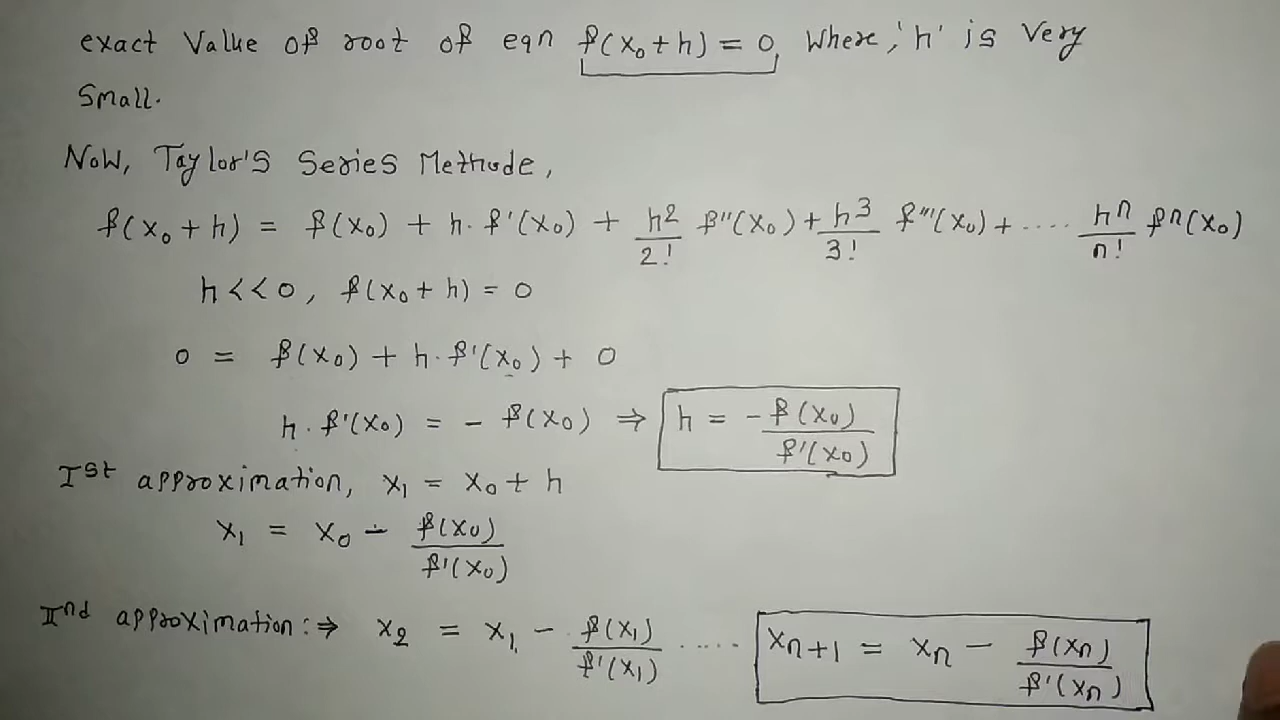 exact Value of root of eqn f(x₀+h) = 0, Where, 'h' is Very
Small.
Now, Taylor's Series Methode,
f(x₀ + h) = f(x₀) + h. f'(x₀) + h²/2! f''(x₀) + h³/3! f'''(x₀) + .... hⁿ/n! fⁿ(x₀)
h << 0, f(x₀ + h) = 0
0 = f(x₀) + h. f'(x₀) + 0
h. f'(x₀) = - f(x₀) ⇒ h = - f(x₀)/f'(x₀)
Iˢᵗ approximation, x₁ = x₀ + h
x₁ = x₀ - f(x₀)/f'(x₀)
IIⁿᵈ approximation :⇒ x₂ = x₁ - f(x₁)/f'(x₁) ..... xₙ₊₁ = xₙ - f(xₙ)/f'(xₙ)